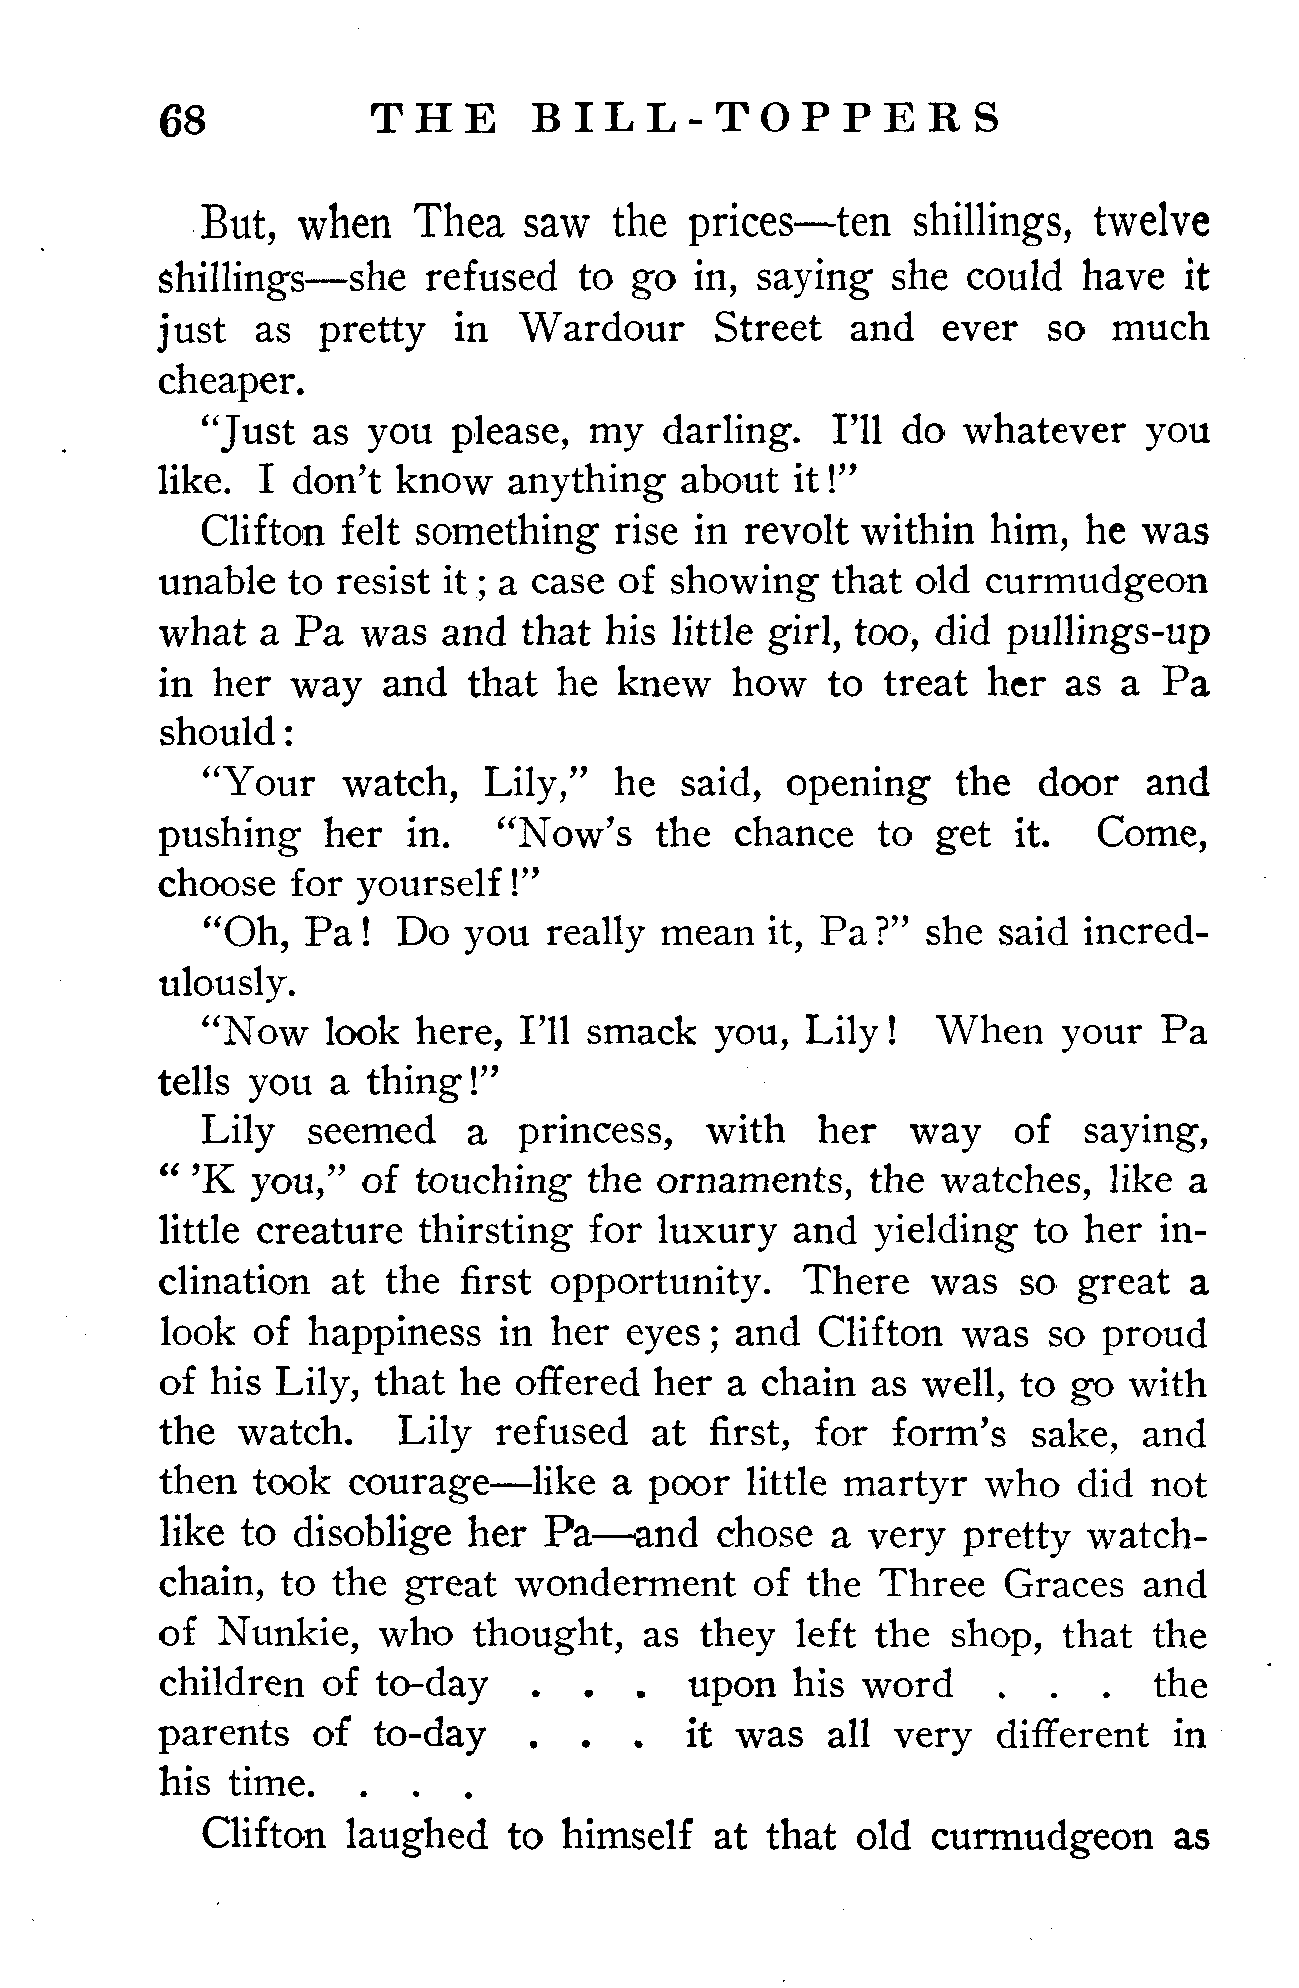 68 THE BILL-TOPPERS
But, when Thea saw the prices—ten shillings, twelve
shillings—she refused to go in, saying she could have it
just as pretty in Wardour Street and ever so much
cheaper.
"Just as you please, my darling. I'll do whatever you
like. I don't know anything about it!"
Clifton felt something rise in revolt within him, he was
unable to resist it; a case of showing that old curmudgeon
what a Pa was and that his little girl, too, did pullings-up
in her way and that he knew how to treat her as a Pa
should:
"Your watch, Lily," he said, opening the door and
pushing her in. "Now's the chance to get it. Come,
choose for yourself!"
"Oh, Pa! Do you really mean it, Pa?" she said incred-
ulously.
"Now look here, I'll smack you, Lily! When your Pa
tells you a thing!"
Lily seemed a princess, with her way of saying,
" 'K you," of touching the ornaments, the watches, like a
little creature thirsting for luxury and yielding to her in-
clination at the first opportunity. There was so great a
look of happiness in her eyes; and Clifton was so proud
of his Lily, that he offered her a chain as well, to go with
the watch. Lily refused at first, for form's sake, and
then took courage—like a poor little martyr who did not
like to disoblige her Pa—and chose a very pretty watch-
chain, to the great wonderment of the Three Graces and
of Nunkie, who thought, as they left the shop, that the
children of to-day . . . upon his word . . . the
parents of to-day . . . it was all very different in
his time. . . .
Clifton laughed to himself at that old curmudgeon as